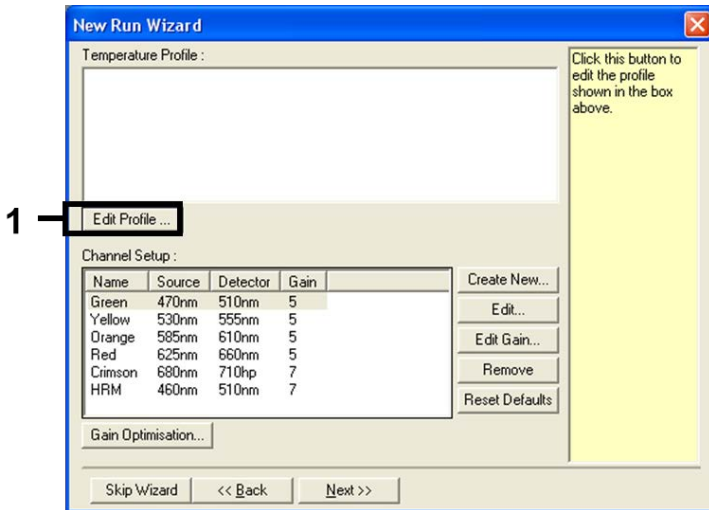 New Run Wizard
Temperature Profile :
Click this button to
edit the profile
shown in the box
above.
1
Edit Profile ...
Channel Setup :
Name Source Detector Gain
Green 470nm 510nm 5
Yellow 530nm 555nm 5
Orange 585nm 610nm 5
Red 625nm 660nm 5
Crimson 680nm 710hp 7
HRM 460nm 510nm 7
Create New...
Edit...
Edit Gain...
Remove
Reset Defaults
Gain Optimisation...
Skip Wizard << Back Next >>